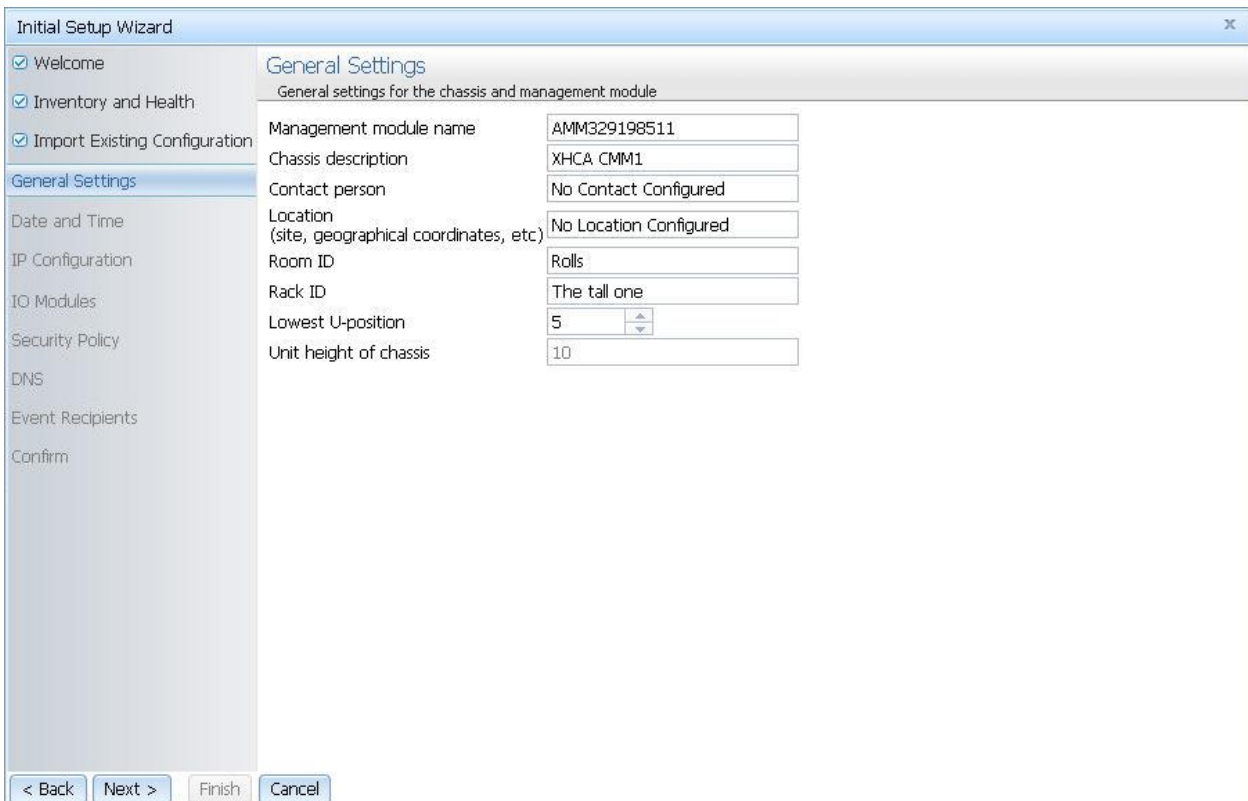 Initial Setup Wizard x
Welcome
Inventory and Health
Import Existing Configuration
General Settings
Date and Time
IP Configuration
IO Modules
Security Policy
DNS
Event Recipients
Confirm
General Settings
General settings for the chassis and management module
Management module name AMM329198511
Chassis description XHCA CMM1
Contact person No Contact Configured
Location
(site, geographical coordinates, etc) No Location Configured
Room ID Rolls
Rack ID The tall one
Lowest U-position 5
Unit height of chassis 10
< Back Next > Finish Cancel